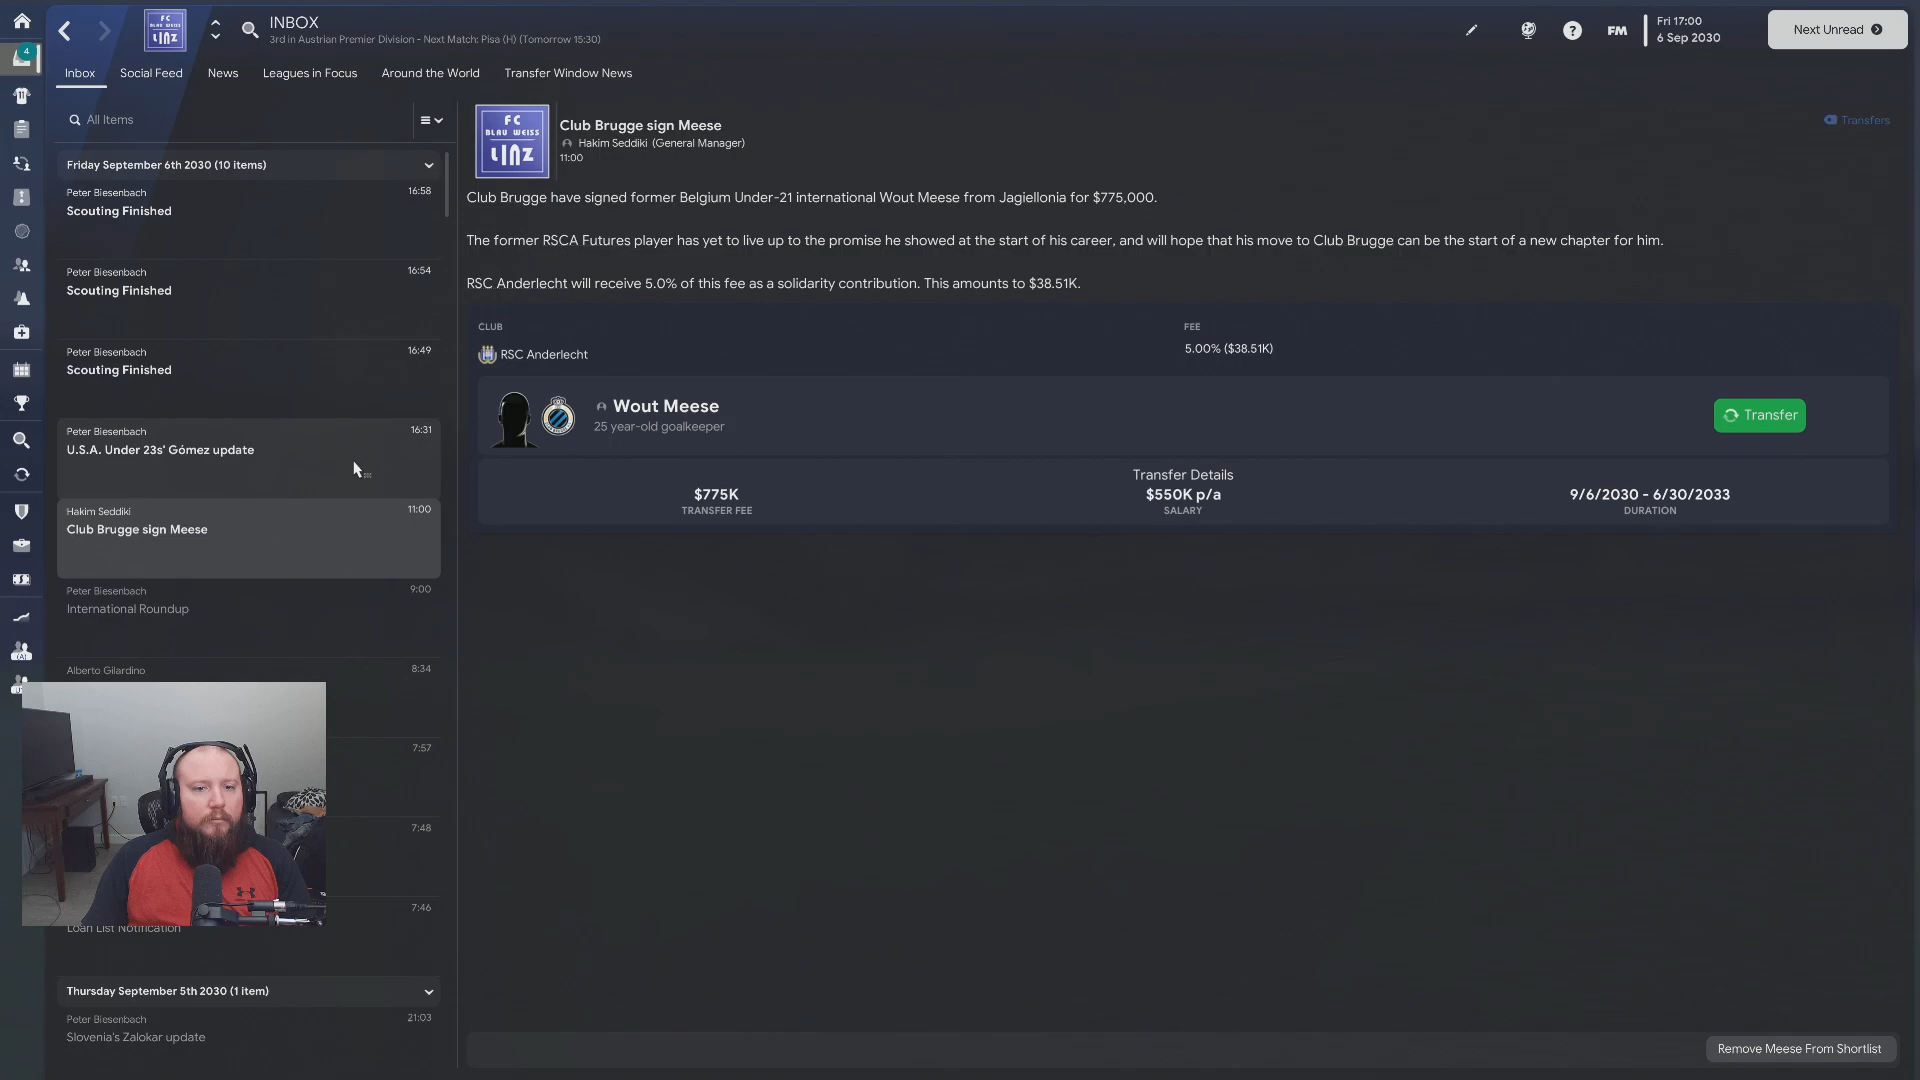 4
FC
BLAU WEISS
LINZ
INBOX
3rd in Austrian Premier Division - Next Match: Pisa (H) (Tomorrow 15:30)
FM
Fri 17:00
6 Sep 2030
Next Unread
Inbox
Social Feed
News
Leagues in Focus
Around the World
Transfer Window News
All Items
Friday September 6th 2030 (10 items)
Peter Biesenbach
16:58
Scouting Finished
Peter Biesenbach
16:54
Scouting Finished
Peter Biesenbach
16:49
Scouting Finished
Peter Biesenbach
16:31
U.S.A. Under 23s' Gómez update
Hakim Seddiki
11:00
Club Brugge sign Meese
Peter Biesenbach
9:00
International Roundup
Alberto Gilardino
8:34
7:57
7:48
7:46
Loan List Notification
Thursday September 5th 2030 (1 item)
Peter Biesenbach
21:03
Slovenia's Zalokar update
FC
BLAU WEISS
LINZ
Club Brugge sign Meese
Hakim Seddiki (General Manager)
11:00
Transfers
Club Brugge have signed former Belgium Under-21 international Wout Meese from Jagiellonia for $775,000.
The former RSCA Futures player has yet to live up to the promise he showed at the start of his career, and will hope that his move to Club Brugge can be the start of a new chapter for him.
RSC Anderlecht will receive 5.0% of this fee as a solidarity contribution. This amounts to $38.51K.
CLUB
FEE
RSC Anderlecht
5.00% ($38.51K)
Wout Meese
25 year-old goalkeeper
Transfer
Transfer Details
$775K
$550K p/a
9/6/2030 - 6/30/2033
TRANSFER FEE
SALARY
DURATION
Remove Meese From Shortlist